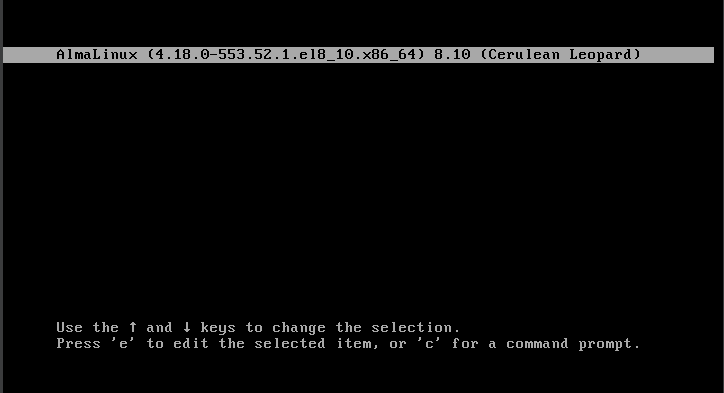 AlmaLinux (4.18.0-553.52.1.el8_10.x86_64) 8.10 (Cerulean Leopard)
Use the ↑ and ↓ keys to change the selection.
Press 'e' to edit the selected item, or 'c' for a command prompt.